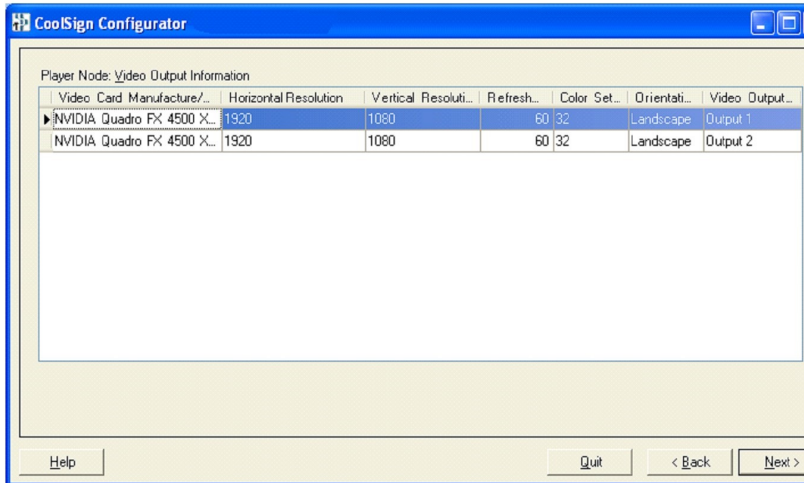 CoolSign Configurator
Player Node: Video Output Information
Video Card Manufacture/... Horizontal Resolution Vertical Resoluti... Refresh... Color Set... Orientati... Video Output...
NVIDIA Quadro FX 4500 X... 1920 1080 60 32 Landscape Output 1
NVIDIA Quadro FX 4500 X... 1920 1080 60 32 Landscape Output 2
Help Quit < Back Next >